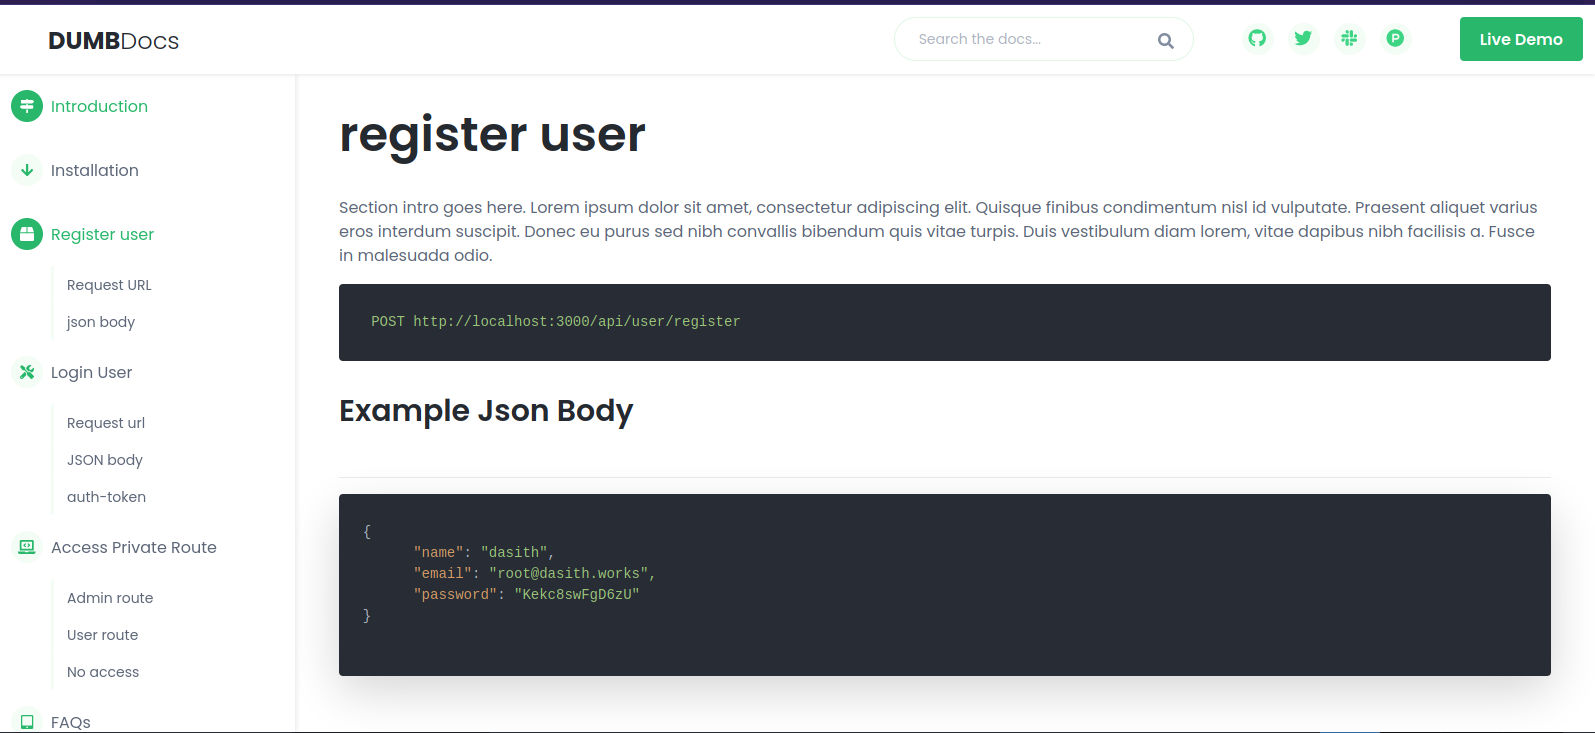 DUMBDocs
Search the docs...
Live Demo
Introduction
Installation
Register user
Request URL
json body
Login User
Request url
JSON body
auth-token
Access Private Route
Admin route
User route
No access
FAQs
register user
Section intro goes here. Lorem ipsum dolor sit amet, consectetur adipiscing elit. Quisque finibus condimentum nisl id vulputate. Praesent aliquet varius
eros interdum suscipit. Donec eu purus sed nibh convallis bibendum quis vitae turpis. Duis vestibulum diam lorem, vitae dapibus nibh facilisis a. Fusce
in malesuada odio.
POST http://localhost:3000/api/user/register
Example Json Body
{
"name": "dasith",
"email": "root@dasith.works",
"password": "Kekc8swFgD6zU"
}